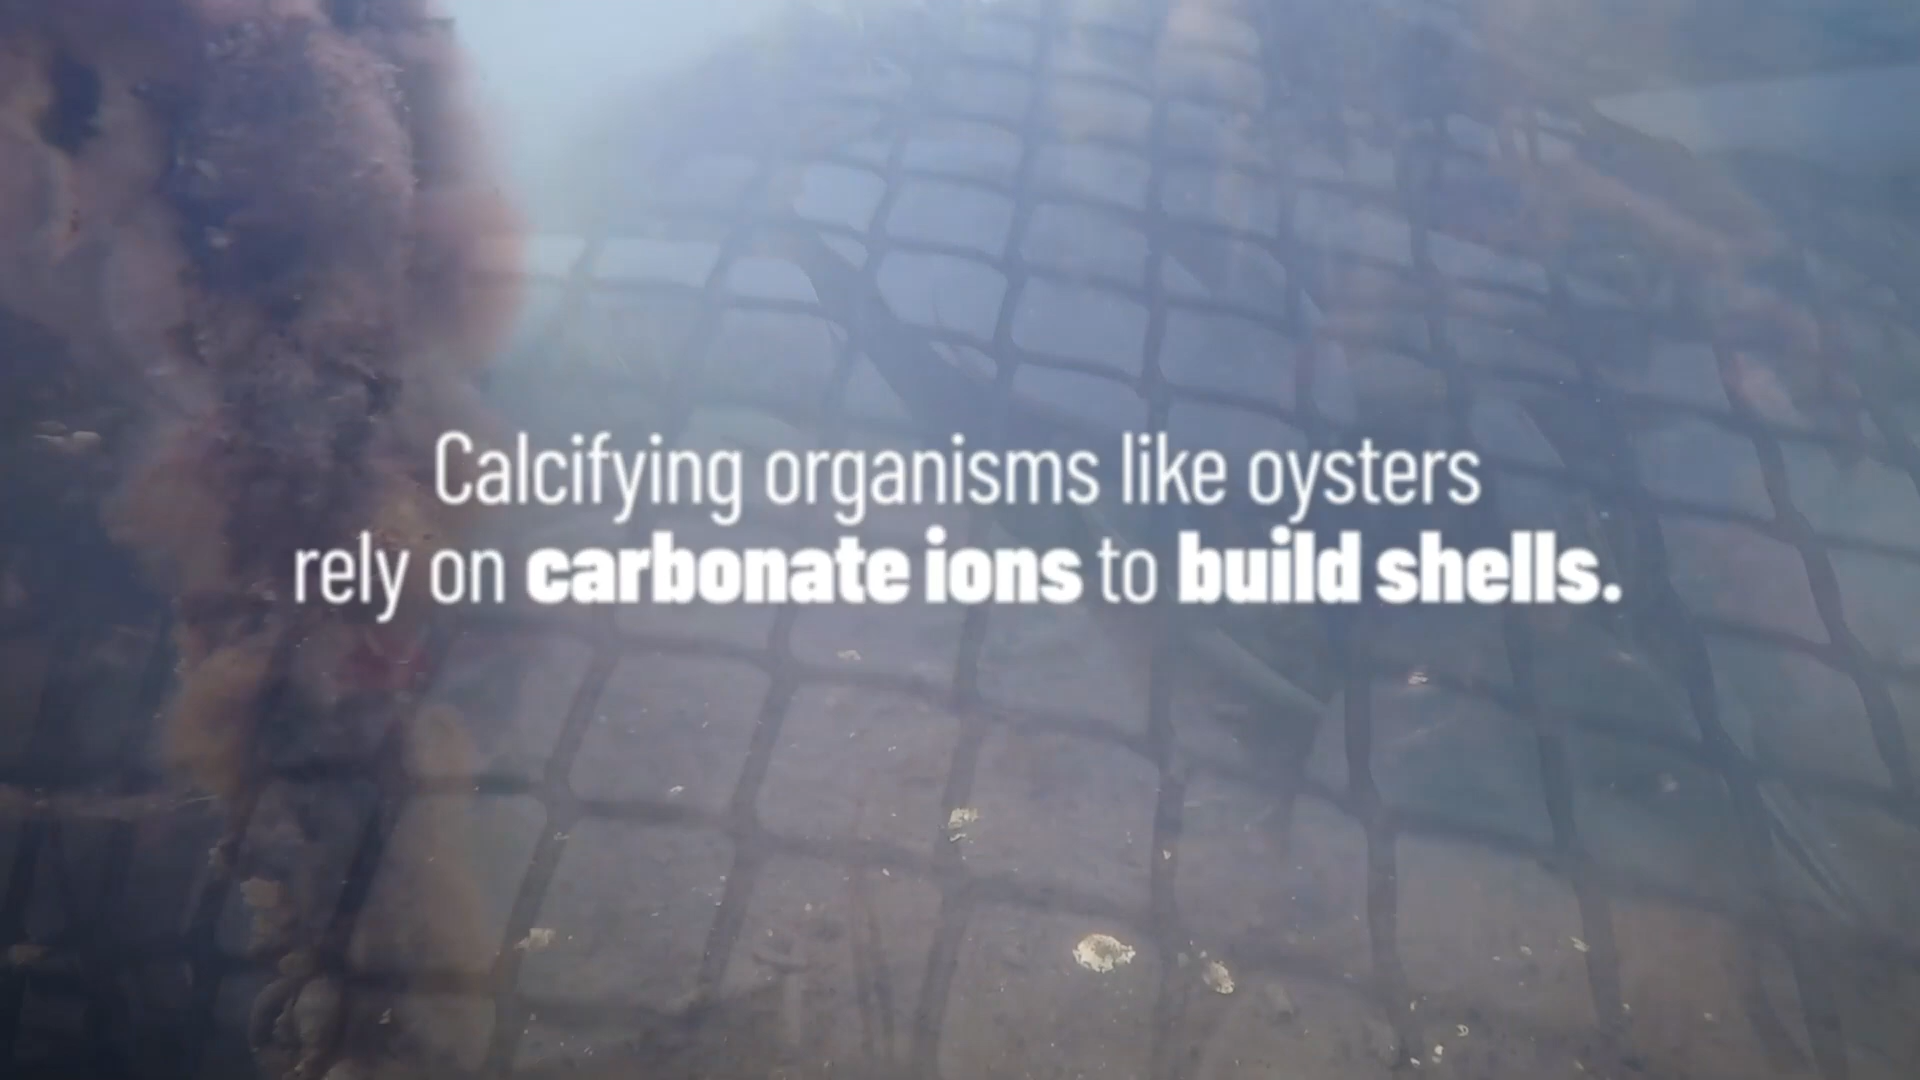 Calcifying organisms like oysters
rely on carbonate ions to build shells.